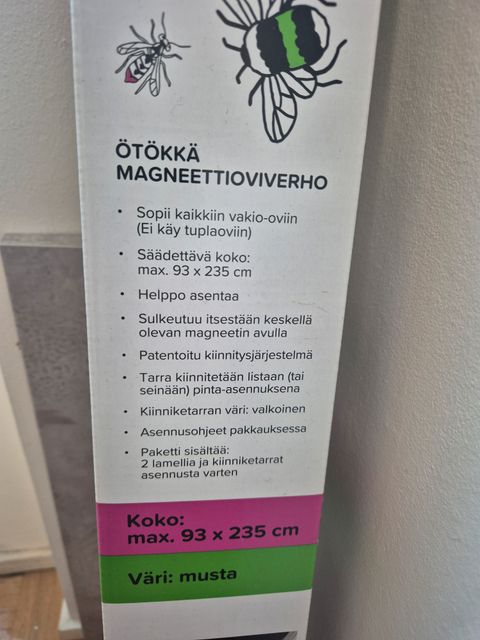 ÖTÖKKÄ
MAGNEETTIOVIVERHO
• Sopii kaikkiin vakio-oviin
(Ei käy tuplaoviin)
• Säädettävä koko:
max. 93 x 235 cm
• Helppo asentaa
• Sulkeutuu itsestään keskellä
olevan magneetin avulla
• Patentoitu kiinnitysjärjestelmä
• Tarra kiinnitetään listaan (tai
seinään) pinta-asennuksena
• Kiinniketarran väri: valkoinen
• Asennusohjeet pakkauksessa
• Paketti sisältää:
2 lamellia ja kiinniketarrat
asennusta varten
Koko:
max. 93 x 235 cm
Väri: musta